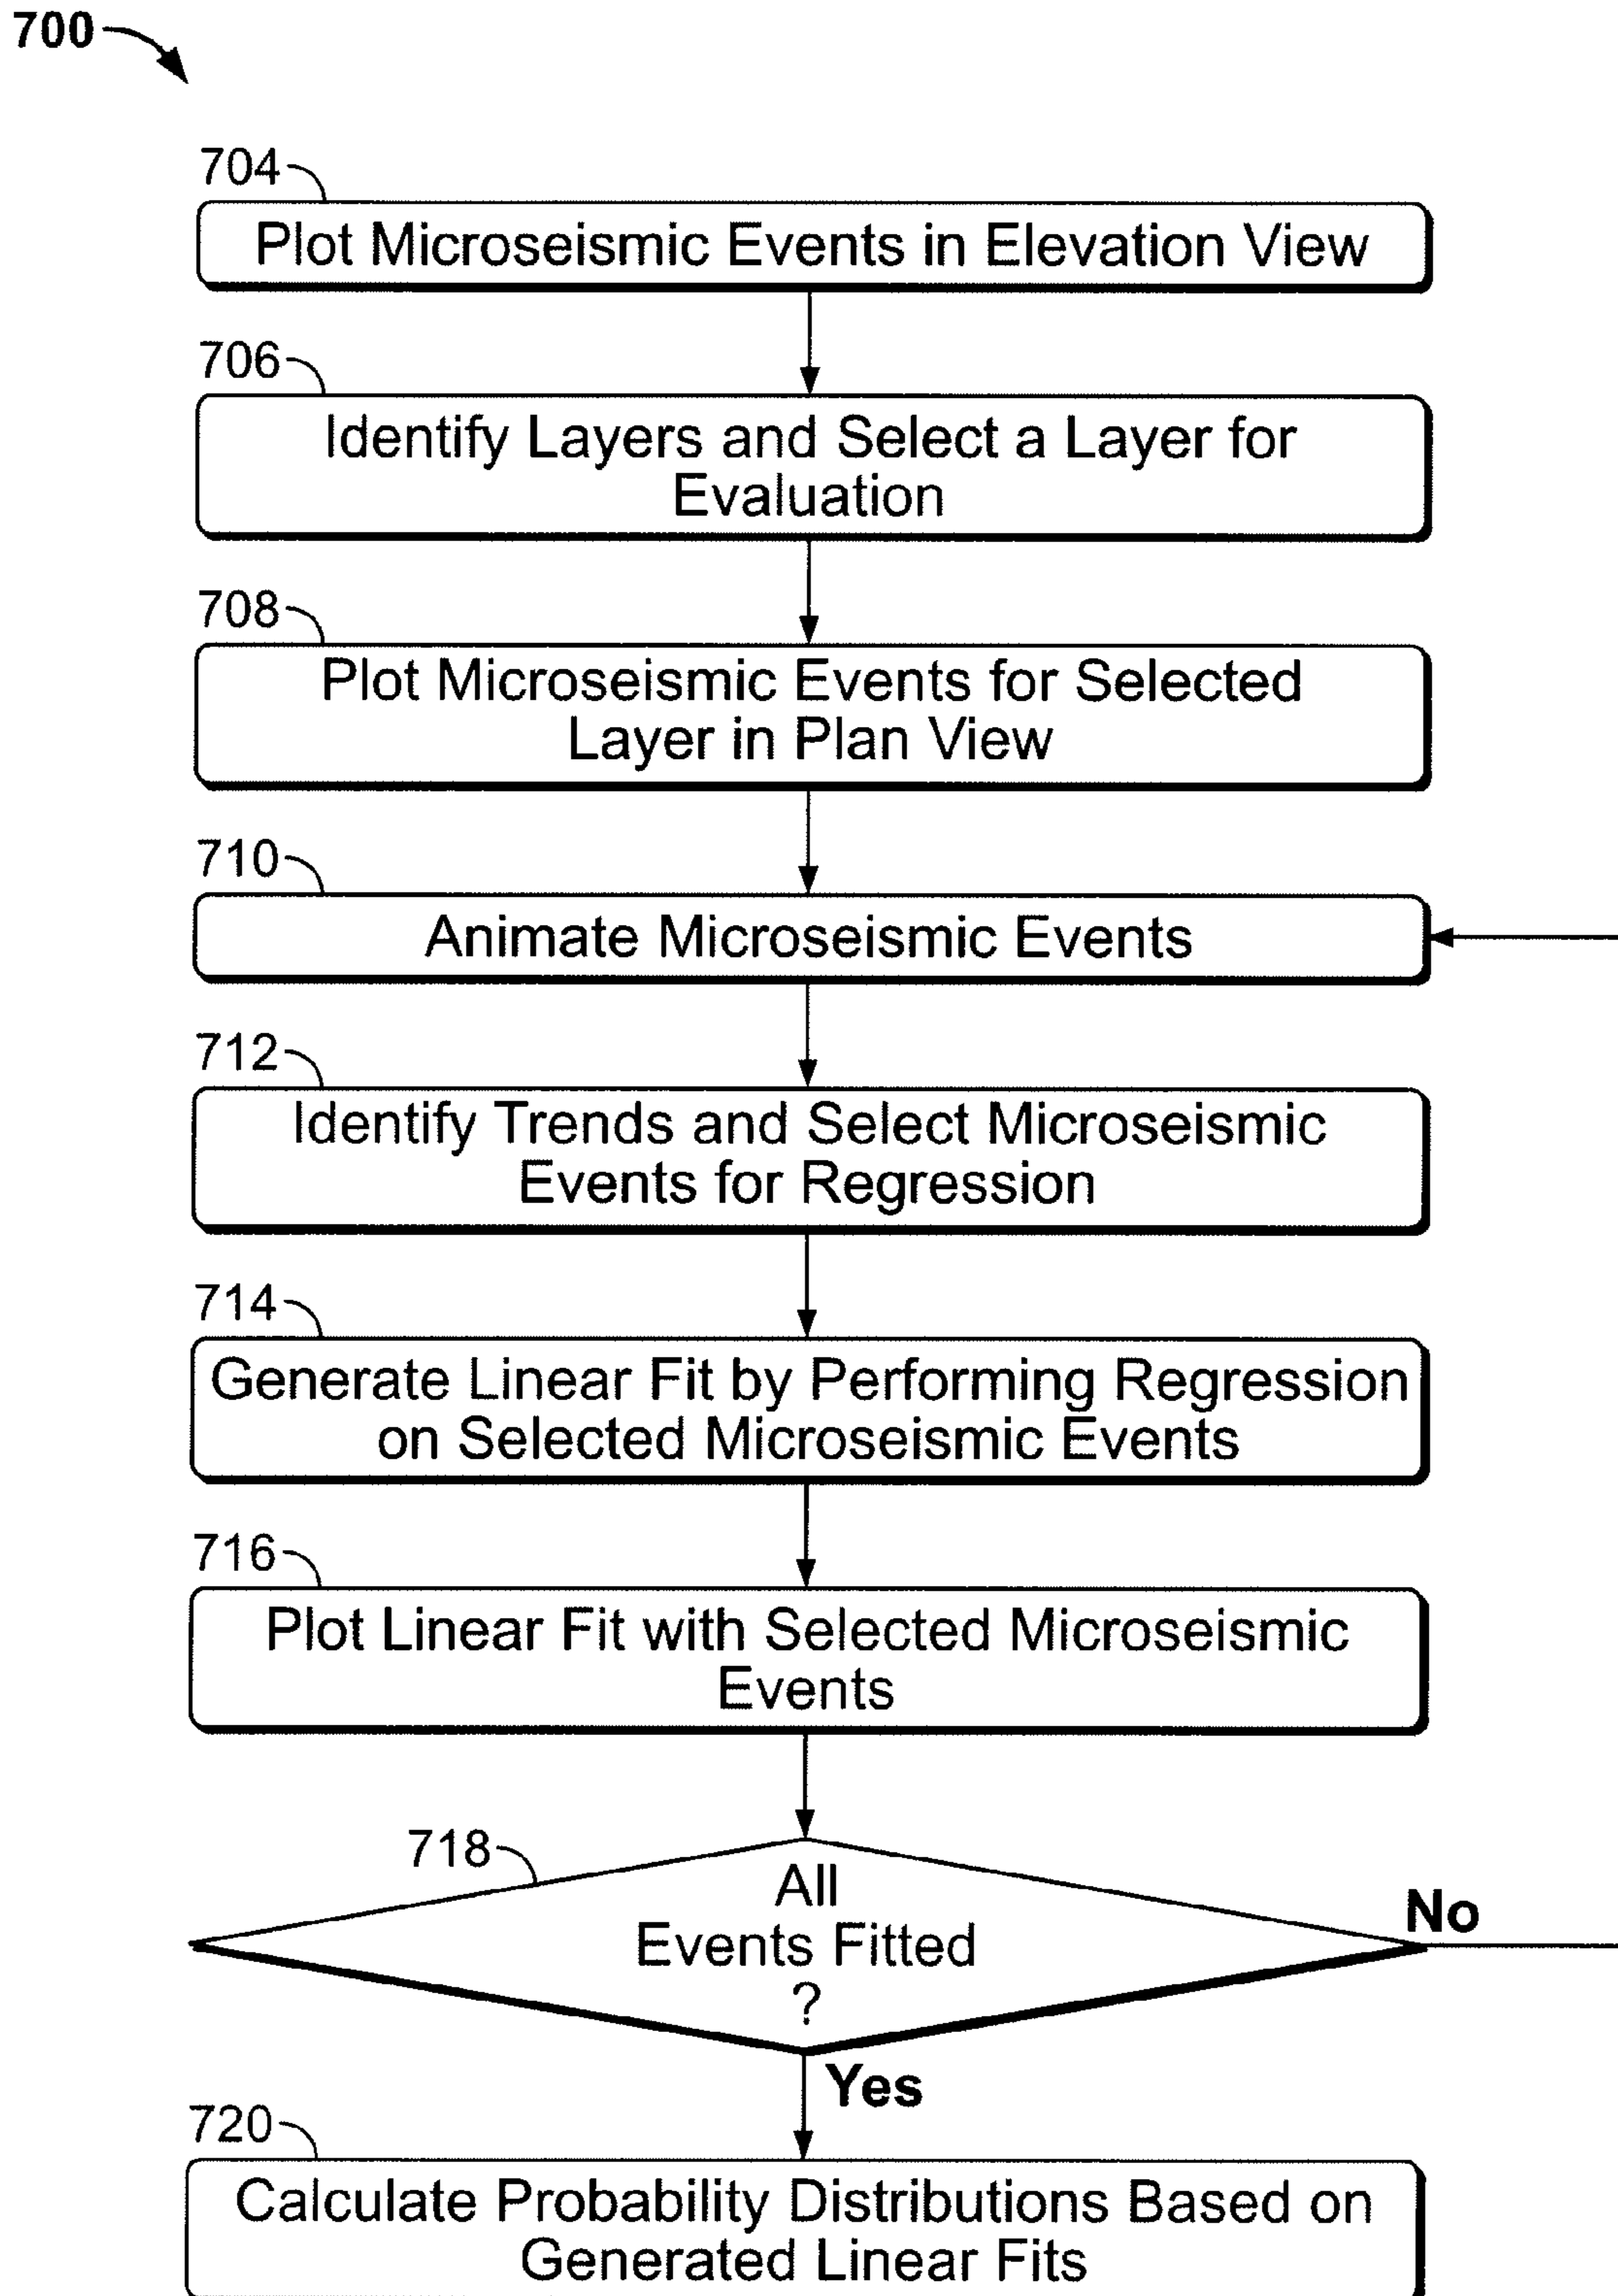 700
704
Plot Microseismic Events in Elevation View
706
Identify Layers and Select a Layer for
Evaluation
708
Plot Microseismic Events for Selected
Layer in Plan View
710
Animate Microseismic Events
712
Identify Trends and Select Microseismic
Events for Regression
714
Generate Linear Fit by Performing Regression
on Selected Microseismic Events
716
Plot Linear Fit with Selected Microseismic
Events
718
All
Events Fitted
?
No
Yes
720
Calculate Probability Distributions Based on
Generated Linear Fits